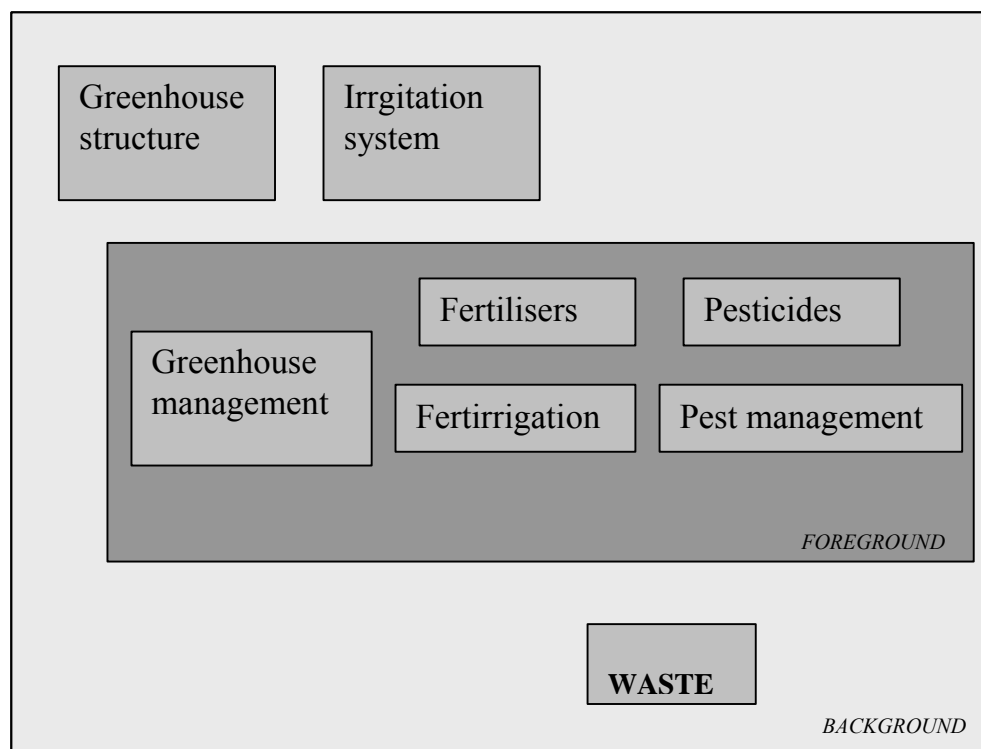 Greenhouse
structure
Irrgitation
system
Fertilisers
Pesticides
Greenhouse
management
Fertirrigation
Pest management
FOREGROUND
WASTE
BACKGROUND